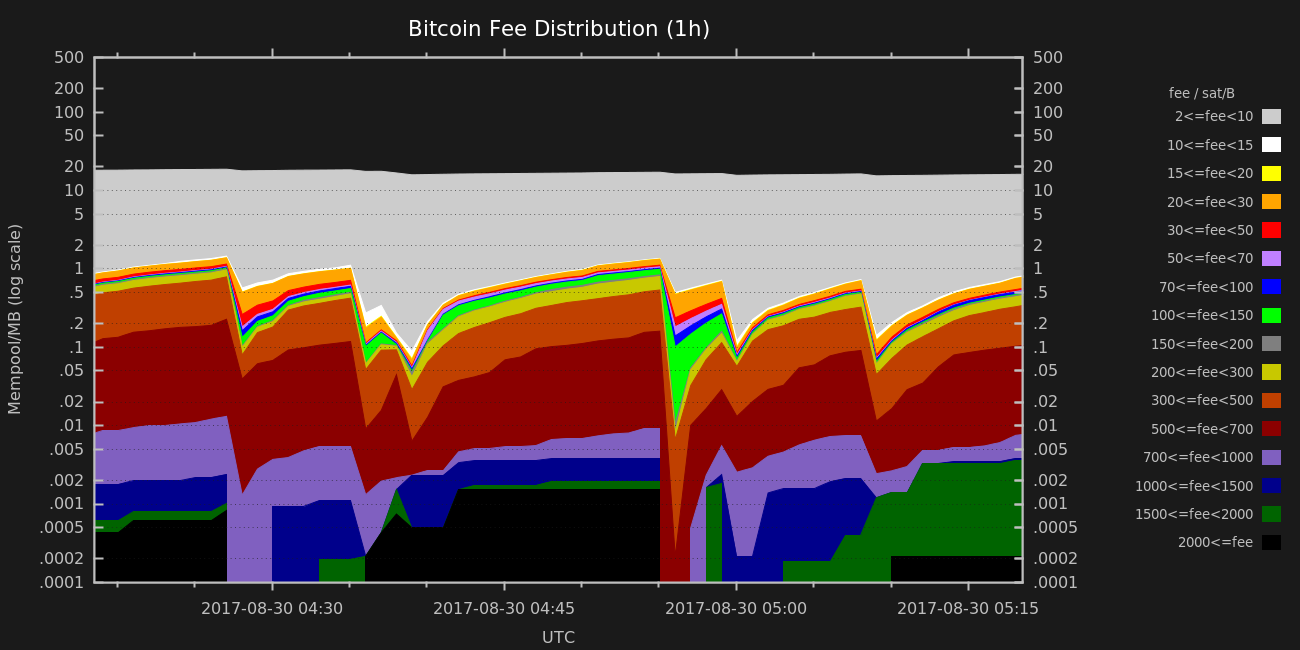 Bitcoin Fee Distribution (1h)
500 500
200 200
100 100
50 50
20 20
10 10
5 5
2 2
1 1
.5 .5
.2 .2
.1 .1
.05 .05
.02 .02
.01 .01
.005 .005
.002 .002
.001 .001
.0005 .0005
.0002 .0002
.0001 .0001
Mempool/MB (log scale)
2017-08-30 04:30 2017-08-30 04:45 2017-08-30 05:00 2017-08-30 05:15
UTC
fee / sat/B
2<=fee<10
10<=fee<15
15<=fee<20
20<=fee<30
30<=fee<50
50<=fee<70
70<=fee<100
100<=fee<150
150<=fee<200
200<=fee<300
300<=fee<500
500<=fee<700
700<=fee<1000
1000<=fee<1500
1500<=fee<2000
2000<=fee